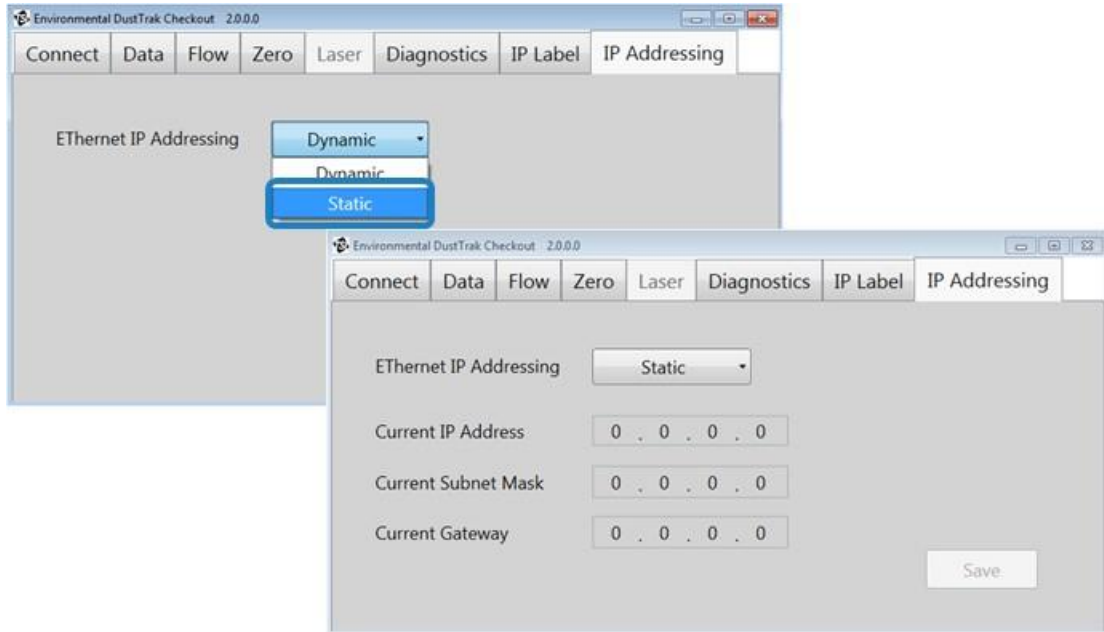 Environmental DustTrak Checkout 2.0.0.0
Connect Data Flow Zero Laser Diagnostics IP Label IP Addressing
EThernet IP Addressing Dynamic
Dynamic
Static
Environmental DustTrak Checkout 2.0.0.0
Connect Data Flow Zero Laser Diagnostics IP Label IP Addressing
EThernet IP Addressing Static
Current IP Address 0 . 0 . 0 . 0
Current Subnet Mask 0 . 0 . 0 . 0
Current Gateway 0 . 0 . 0 . 0
Save